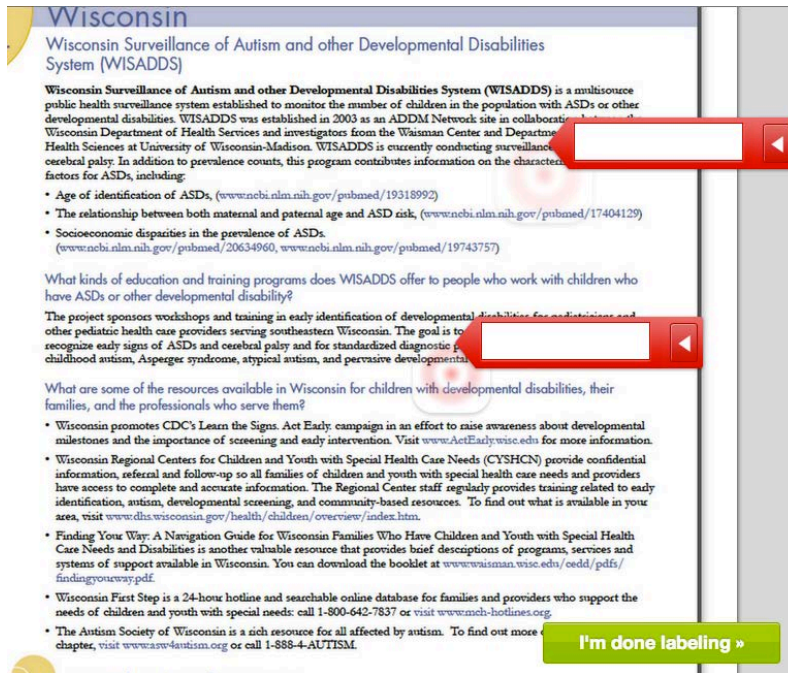 Wisconsin
Wisconsin Surveillance of Autism and other Developmental Disabilities
System (WISADDS)
Wisconsin Surveillance of Autism and other Developmental Disabilities System (WISADDS) is a multisource
public health surveillance system established to monitor the number of children in the population with ASDs or other
developmental disabilities. WISADDS was established in 2003 as an ADDM Network site in collaboration between the
Wisconsin Department of Health Services and investigators from the Waisman Center and
Health Sciences at University of Wisconsin-Madison. WISADDS is currently conducting surveillance
cerebral palsy. In addition to prevalence counts, this program contributes information on the
factors for ASDs, including:
• Age of identification of ASDs, (www.ncbi.nlm.nih.gov/pubmed/19318992)
• The relationship between both maternal and paternal age and ASD risk, (www.ncbi.nlm.nih.gov/pubmed/17404129)
• Socioeconomic disparities in the prevalence of ASDs.
(www.ncbi.nlm.nih.gov/pubmed/20634960, www.ncbi.nlm.nih.gov/pubmed/19743757)
What kinds of education and training programs does WISADDS offer to people who work with children who
have ASDs or other developmental disability?
The project sponsors workshops and training in early identification of developmental disabilities for pediatricians and
other pediatric health care providers serving southeastern Wisconsin. The goal is to
recognize early signs of ASDs and cerebral palsy and for standardized diagnostic
childhood autism, Asperger syndrome, atypical autism, and pervasive developmental
What are some of the resources available in Wisconsin for children with developmental disabilities, their
families, and the professionals who serve them?
• Wisconsin promotes CDC's Learn the Signs. Act Early. campaign in an effort to raise awareness about developmental
milestones and the importance of screening and early intervention. Visit www.ActEarly.wisc.edu for more information.
• Wisconsin Regional Centers for Children and Youth with Special Health Care Needs (CYSHCN) provide confidential
information, referral and follow-up so all families of children and youth with special health care needs and providers
have access to complete and accurate information. The Regional Center staff regularly provides training related to early
identification, autism, developmental screening, and community-based resources. To find out what is available in your
area, visit www.dhs.wisconsin.gov/health/children/overview/index.htm.
• Finding Your Way: A Navigation Guide for Wisconsin Families Who Have Children and Youth with Special Health
Care Needs and Disabilities is another valuable resource that provides brief descriptions of programs, services and
systems of support available in Wisconsin. You can download the booklet at www.waisman.wisc.edu/cedd/pdfs/
findingyourway.pdf.
• Wisconsin First Step is a 24-hour hotline and searchable online database for families and providers who support the
needs of children and youth with special needs: call 1-800-642-7837 or visit www.mch-hotlines.org.
• The Autism Society of Wisconsin is a rich resource for all affected by autism. To find out more
chapter, visit www.asw4autism.org or call 1-888-4-AUTISM.
I'm done labeling »